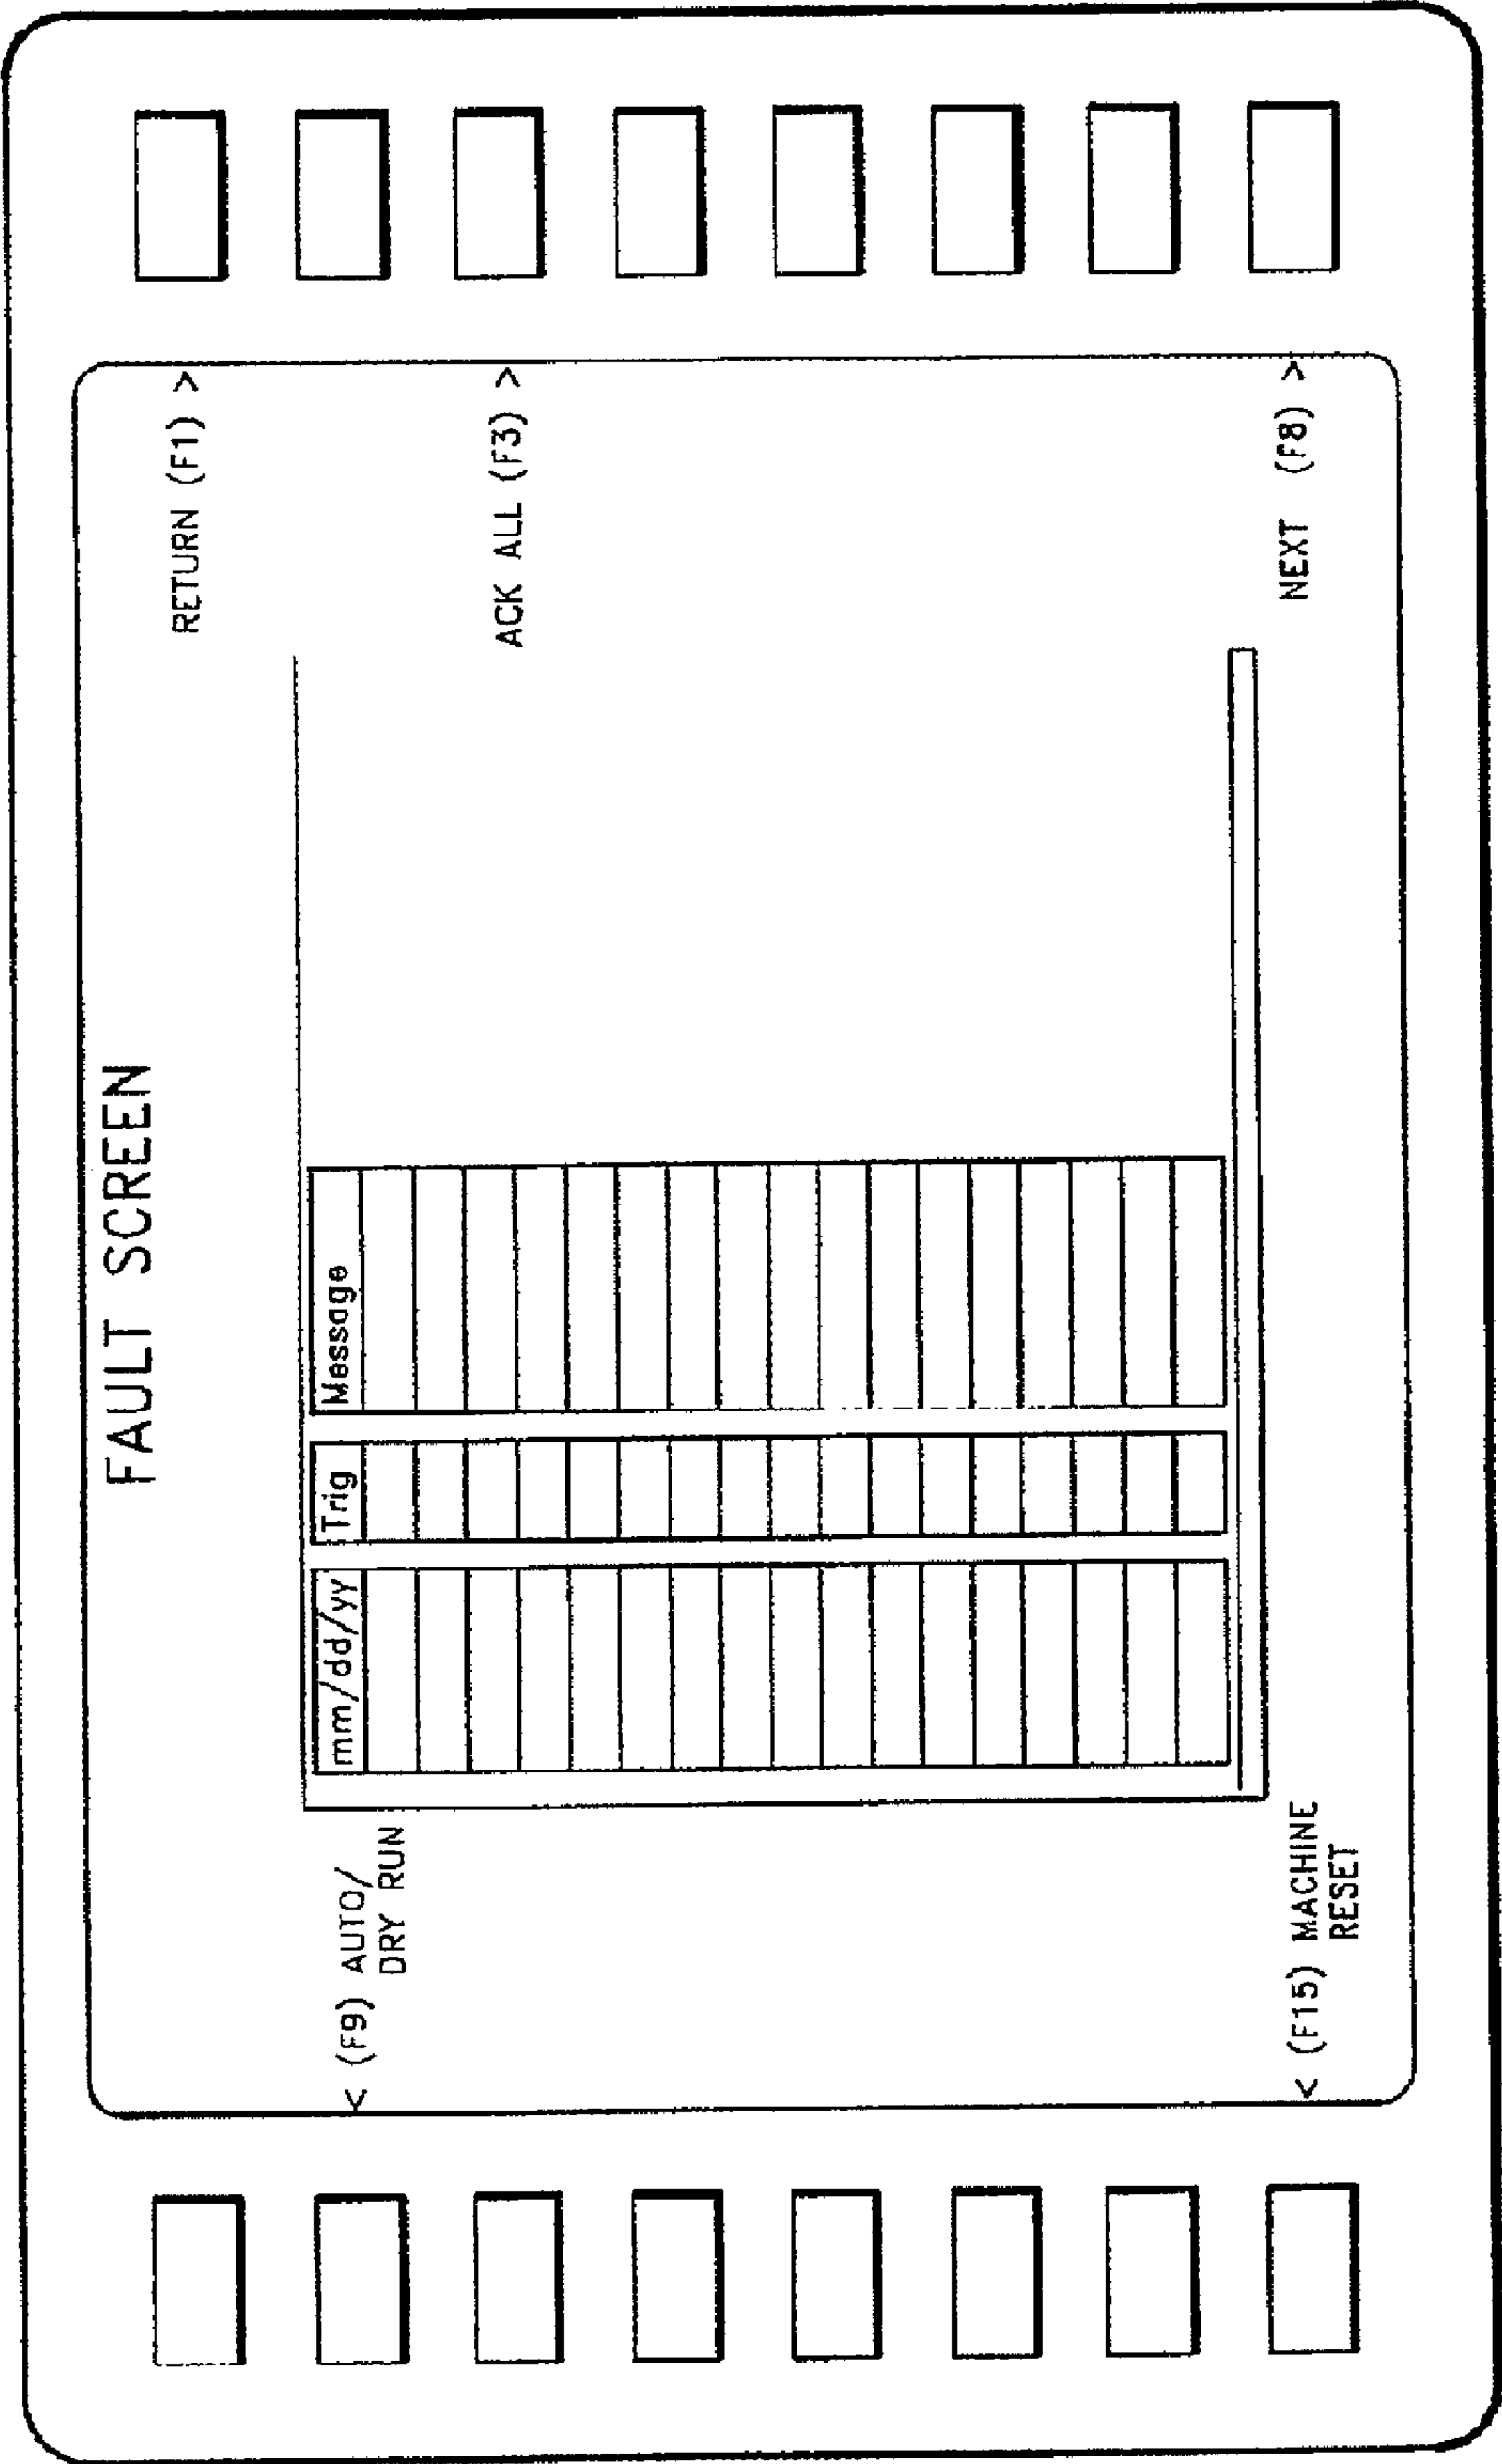 FAULT SCREEN
RETURN (F1) >
< (F9) AUTO/
DRY RUN
mm/dd/yy Trig Message
ACK ALL (F3) >
< (F15) MACHINE
RESET
NEXT (F8) >